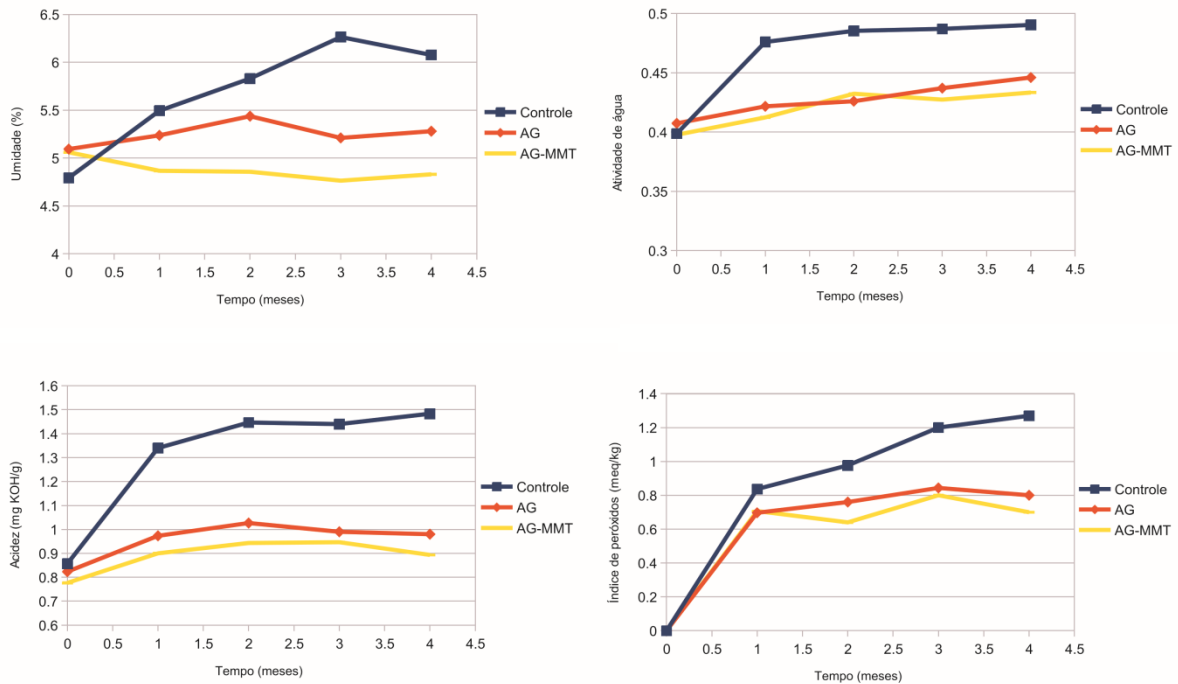 6.5
6
5.5
5
4.5
4
Umidade (%)
0 0.5 1 1.5 2 2.5 3 3.5 4 4.5
Tempo (meses)
Controle
AG
AG-MMT
0.5
0.45
0.4
0.35
0.3
Atividade de água
0 0.5 1 1.5 2 2.5 3 3.5 4 4.5
Tempo (meses)
Controle
AG
AG-MMT
1.6
1.5
1.4
1.3
1.2
1.1
1
0.9
0.8
0.7
0.6
Acidez (mg KOH/g)
0 0.5 1 1.5 2 2.5 3 3.5 4 4.5
Tempo (meses)
Controle
AG
AG-MMT
1.4
1.2
1
0.8
0.6
0.4
0.2
0
Índice de peróxidos (meq/kg)
0 0.5 1 1.5 2 2.5 3 3.5 4 4.5
Tempo (meses)
Controle
AG
AG-MMT